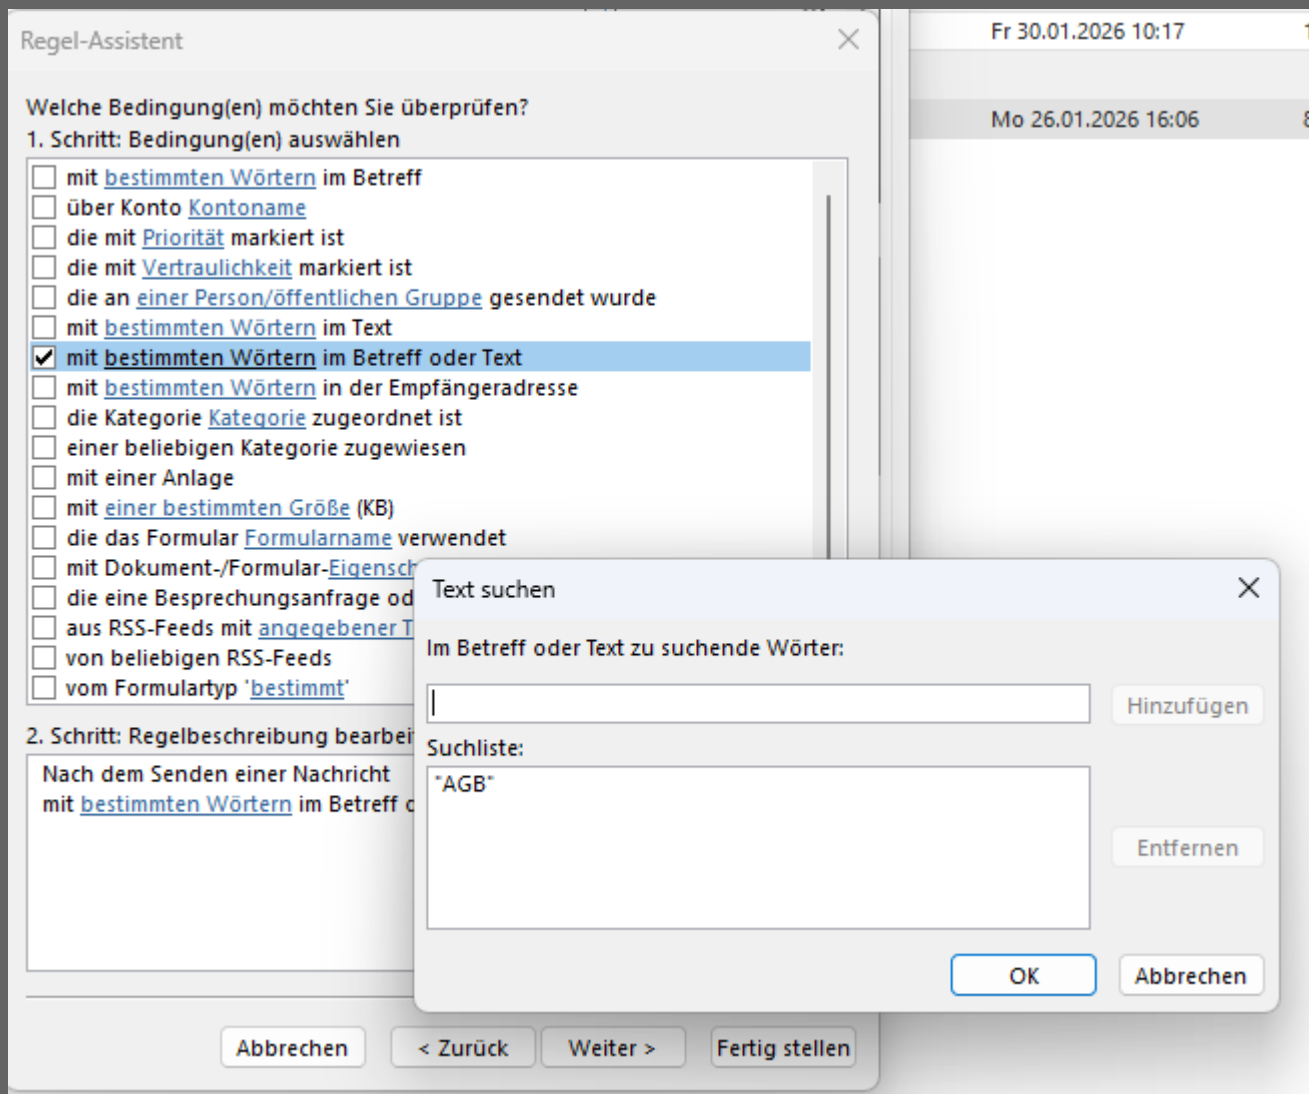 Regel-Assistent
Welche Bedingung(en) möchten Sie überprüfen?
1. Schritt: Bedingung(en) auswählen
mit bestimmten Wörtern im Betreff
über Konto Kontoname
die mit Priorität markiert ist
die mit Vertraulichkeit markiert ist
die an einer Person/öffentlichen Gruppe gesendet wurde
mit bestimmten Wörtern im Text
mit bestimmten Wörtern im Betreff oder Text
mit bestimmten Wörtern in der Empfängeradresse
die Kategorie Kategorie zugeordnet ist
einer beliebigen Kategorie zugewiesen
mit einer Anlage
mit einer bestimmten Größe (KB)
die das Formular Formularname verwendet
mit Dokument-/Formular-Eigensch
die eine Besprechungsanfrage od
aus RSS-Feeds mit angegebener T
von beliebigen RSS-Feeds
vom Formulartyp 'bestimmt'
2. Schritt: Regelbeschreibung bearbei
Nach dem Senden einer Nachricht
mit bestimmten Wörtern im Betreff o
Abbrechen
< Zurück
Weiter >
Fertig stellen
Text suchen
Im Betreff oder Text zu suchende Wörter:
Hinzufügen
Suchliste:
"AGB"
Entfernen
OK
Abbrechen
Fr 30.01.2026 10:17
Mo 26.01.2026 16:06